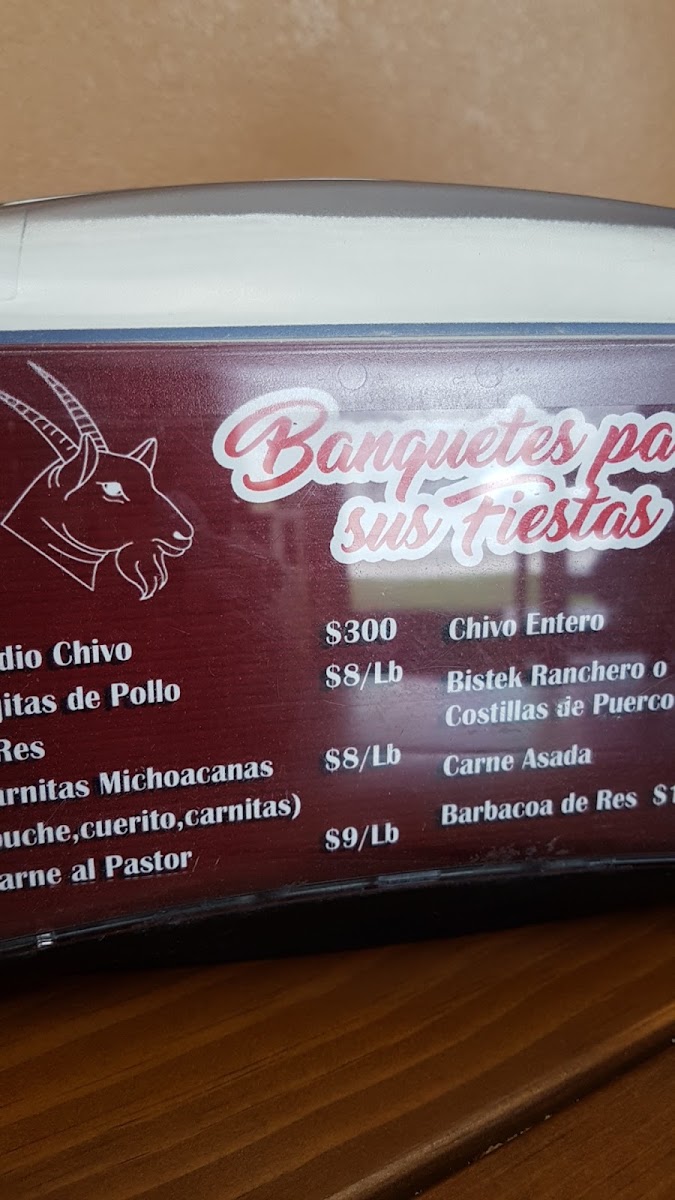 Banquetes pa
sus Fiestas
dio Chivo $300
jitas de Pollo $8/Lb
Res
arnitas Michoacanas $8/Lb
buche,cuerito,carnitas)
arne al Pastor $9/Lb
Chivo Entero
Bistek Ranchero o
Costillas de Puerco
Carne Asada
Barbacoa de Res $1